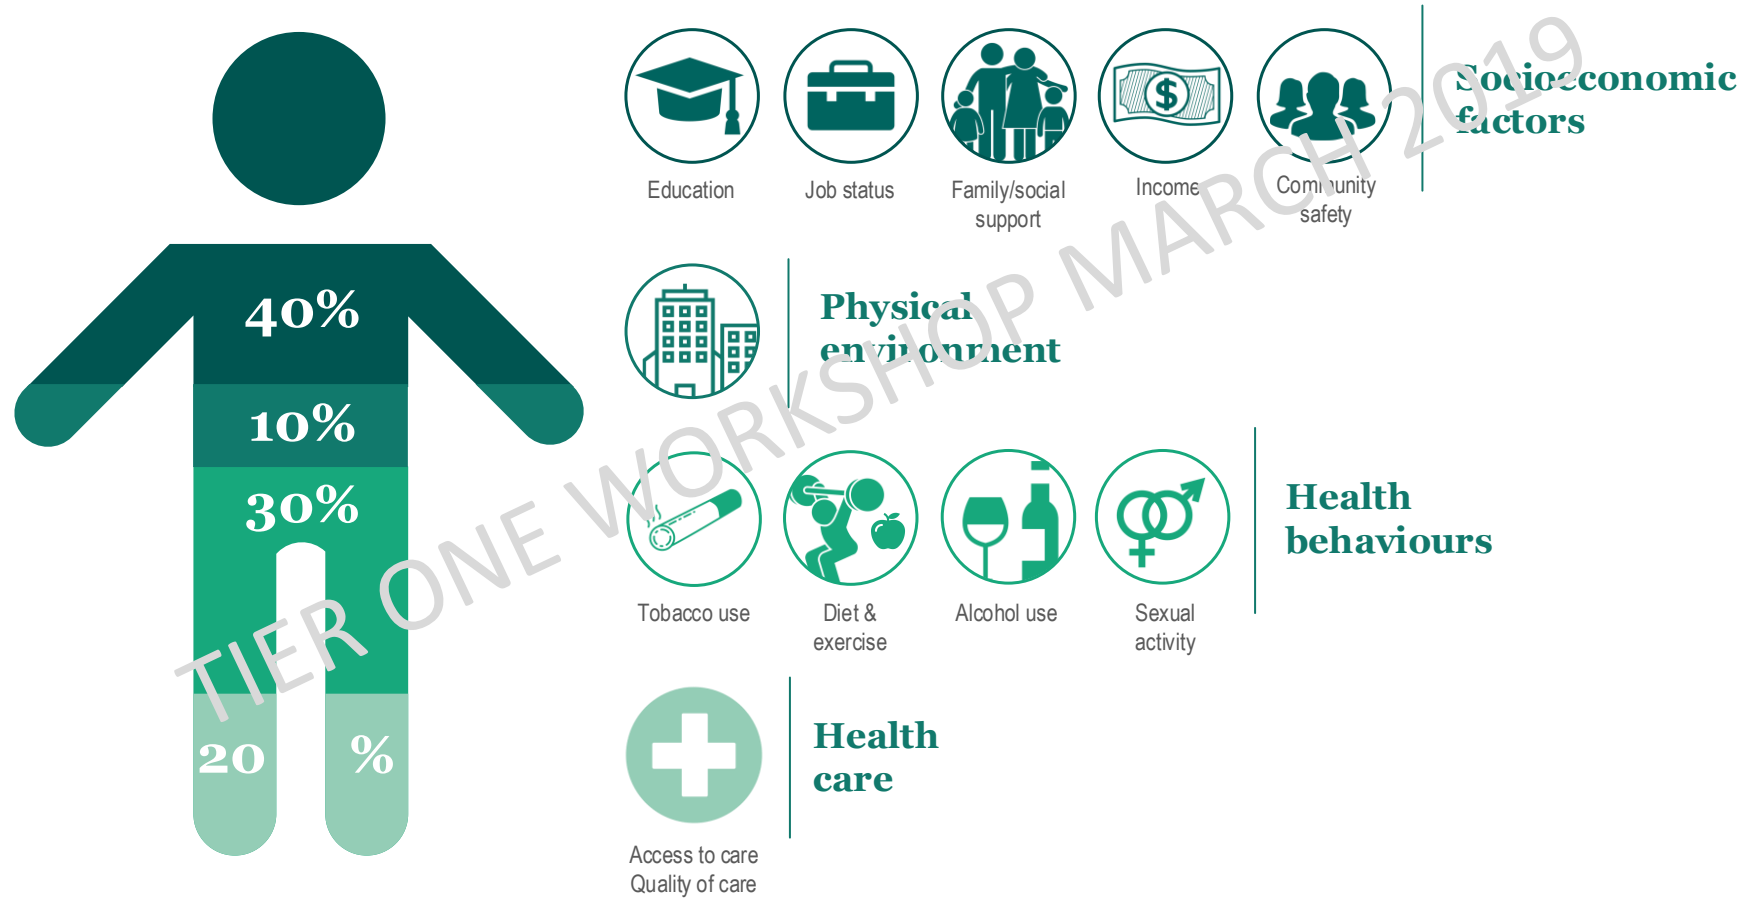 40%
10%
30%
20 %
Education
Job status
Family/social
support
Income
Community
safety
Socioeconomic
factors
Physical
environment
Tobacco use
Diet &
exercise
Alcohol use
Sexual
activity
Health
behaviours
Access to care
Quality of care
Health
care
TIER ONE WORKSHOP MARCH 2019